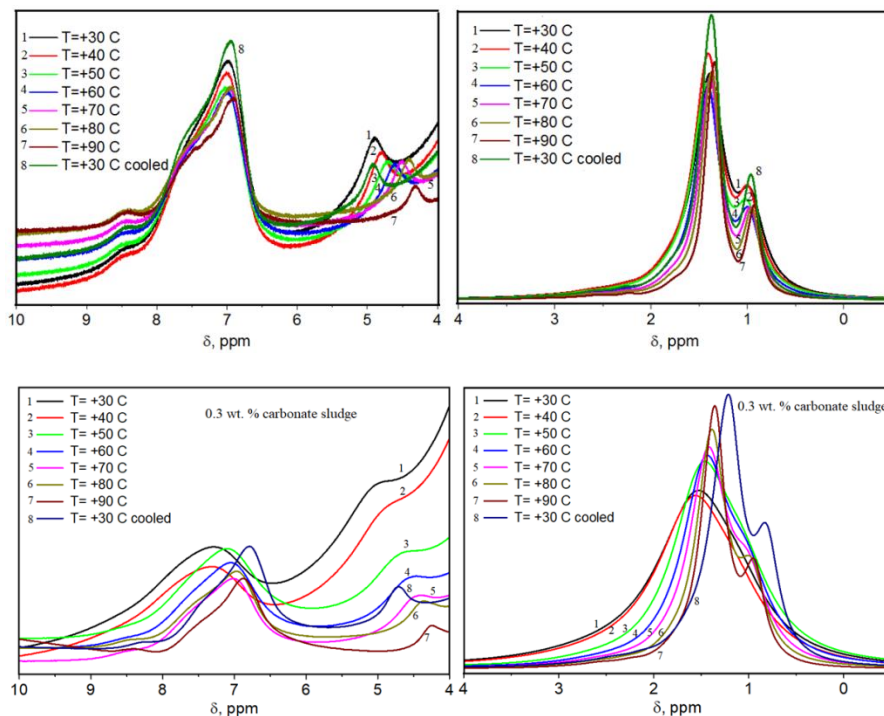 1 T=+30 C
2 T=+40 C
3 T=+50 C
4 T=+60 C
5 T=+70 C
6 T=+80 C
7 T=+90 C
8 T=+30 C cooled
8
1
2
3
4
6
5
7
10 9 8 7 6 5 4
δ, ppm
1 T=+30 C
2 T=+40 C
3 T=+50 C
4 T=+60 C
5 T=+70 C
6 T=+80 C
7 T=+90 C
8 T=+30 C cooled
8
1
2
3
4
5
6
7
4 3 2 1 0
δ, ppm
1 T= +30 C
2 T= +40 C
3 T= +50 C
4 T= +60 C
5 T= +70 C
6 T= +80 C
7 T= +90 C
8 T= +30 C cooled
0.3 wt. % carbonate sludge
1
2
3
4
8
5
6
7
10 9 8 7 6 5 4
δ, ppm
1 T= +30 C
2 T= +40 C
3 T= +50 C
4 T= +60 C
5 T= +70 C
6 T= +80 C
7 T= +90 C
8 T= +30 C cooled
0.3 wt. % carbonate sludge
8
1 2 3 4 5 6
7
4 3 2 1 0
δ, ppm